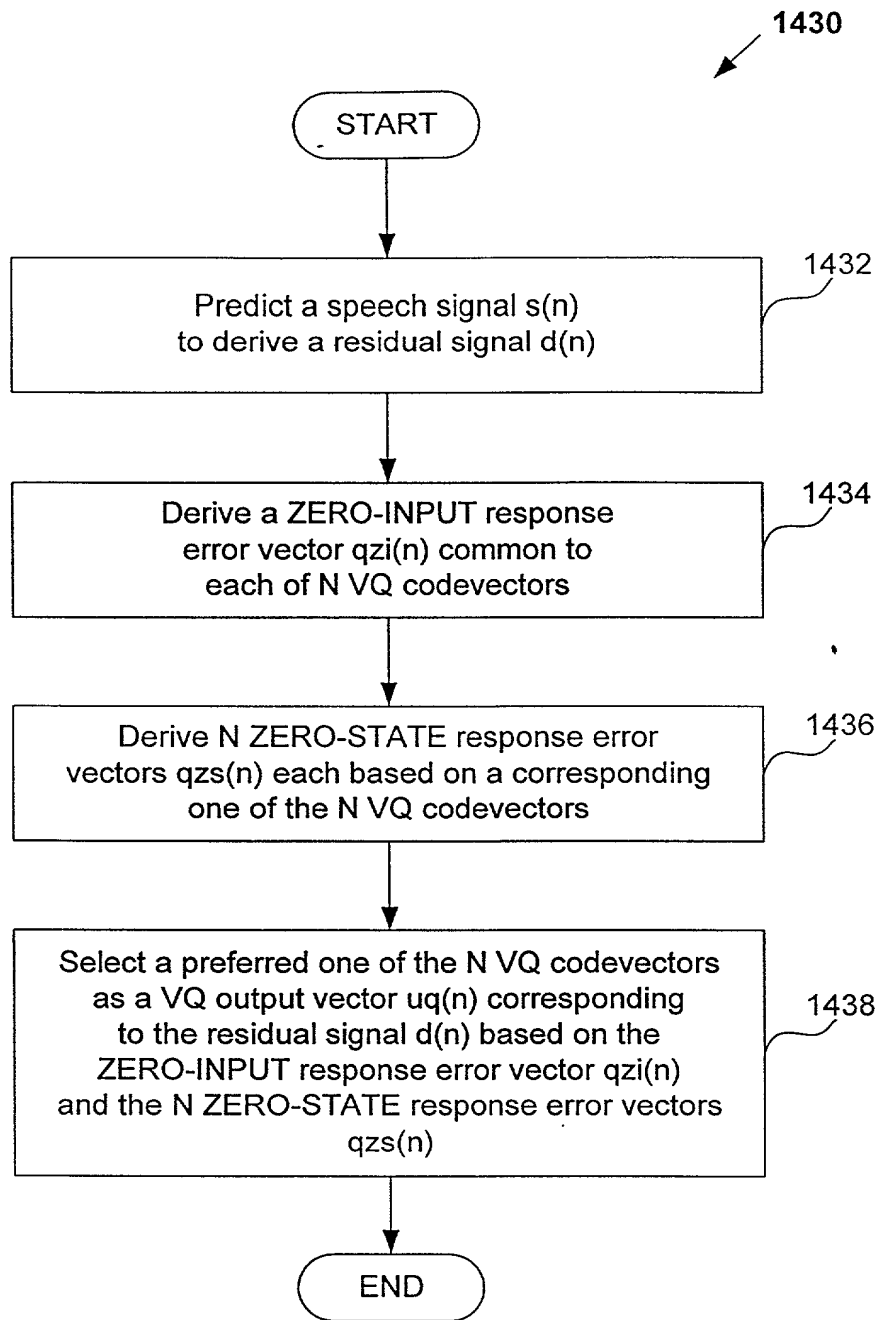 1430
START
1432
Predict a speech signal s(n)
to derive a residual signal d(n)
1434
Derive a ZERO-INPUT response
error vector qzi(n) common to
each of N VQ codevectors
1436
Derive N ZERO-STATE response error
vectors qzs(n) each based on a corresponding
one of the N VQ codevectors
1438
Select a preferred one of the N VQ codevectors
as a VQ output vector uq(n) corresponding
to the residual signal d(n) based on the
ZERO-INPUT response error vector qzi(n)
and the N ZERO-STATE response error vectors
qzs(n)
END